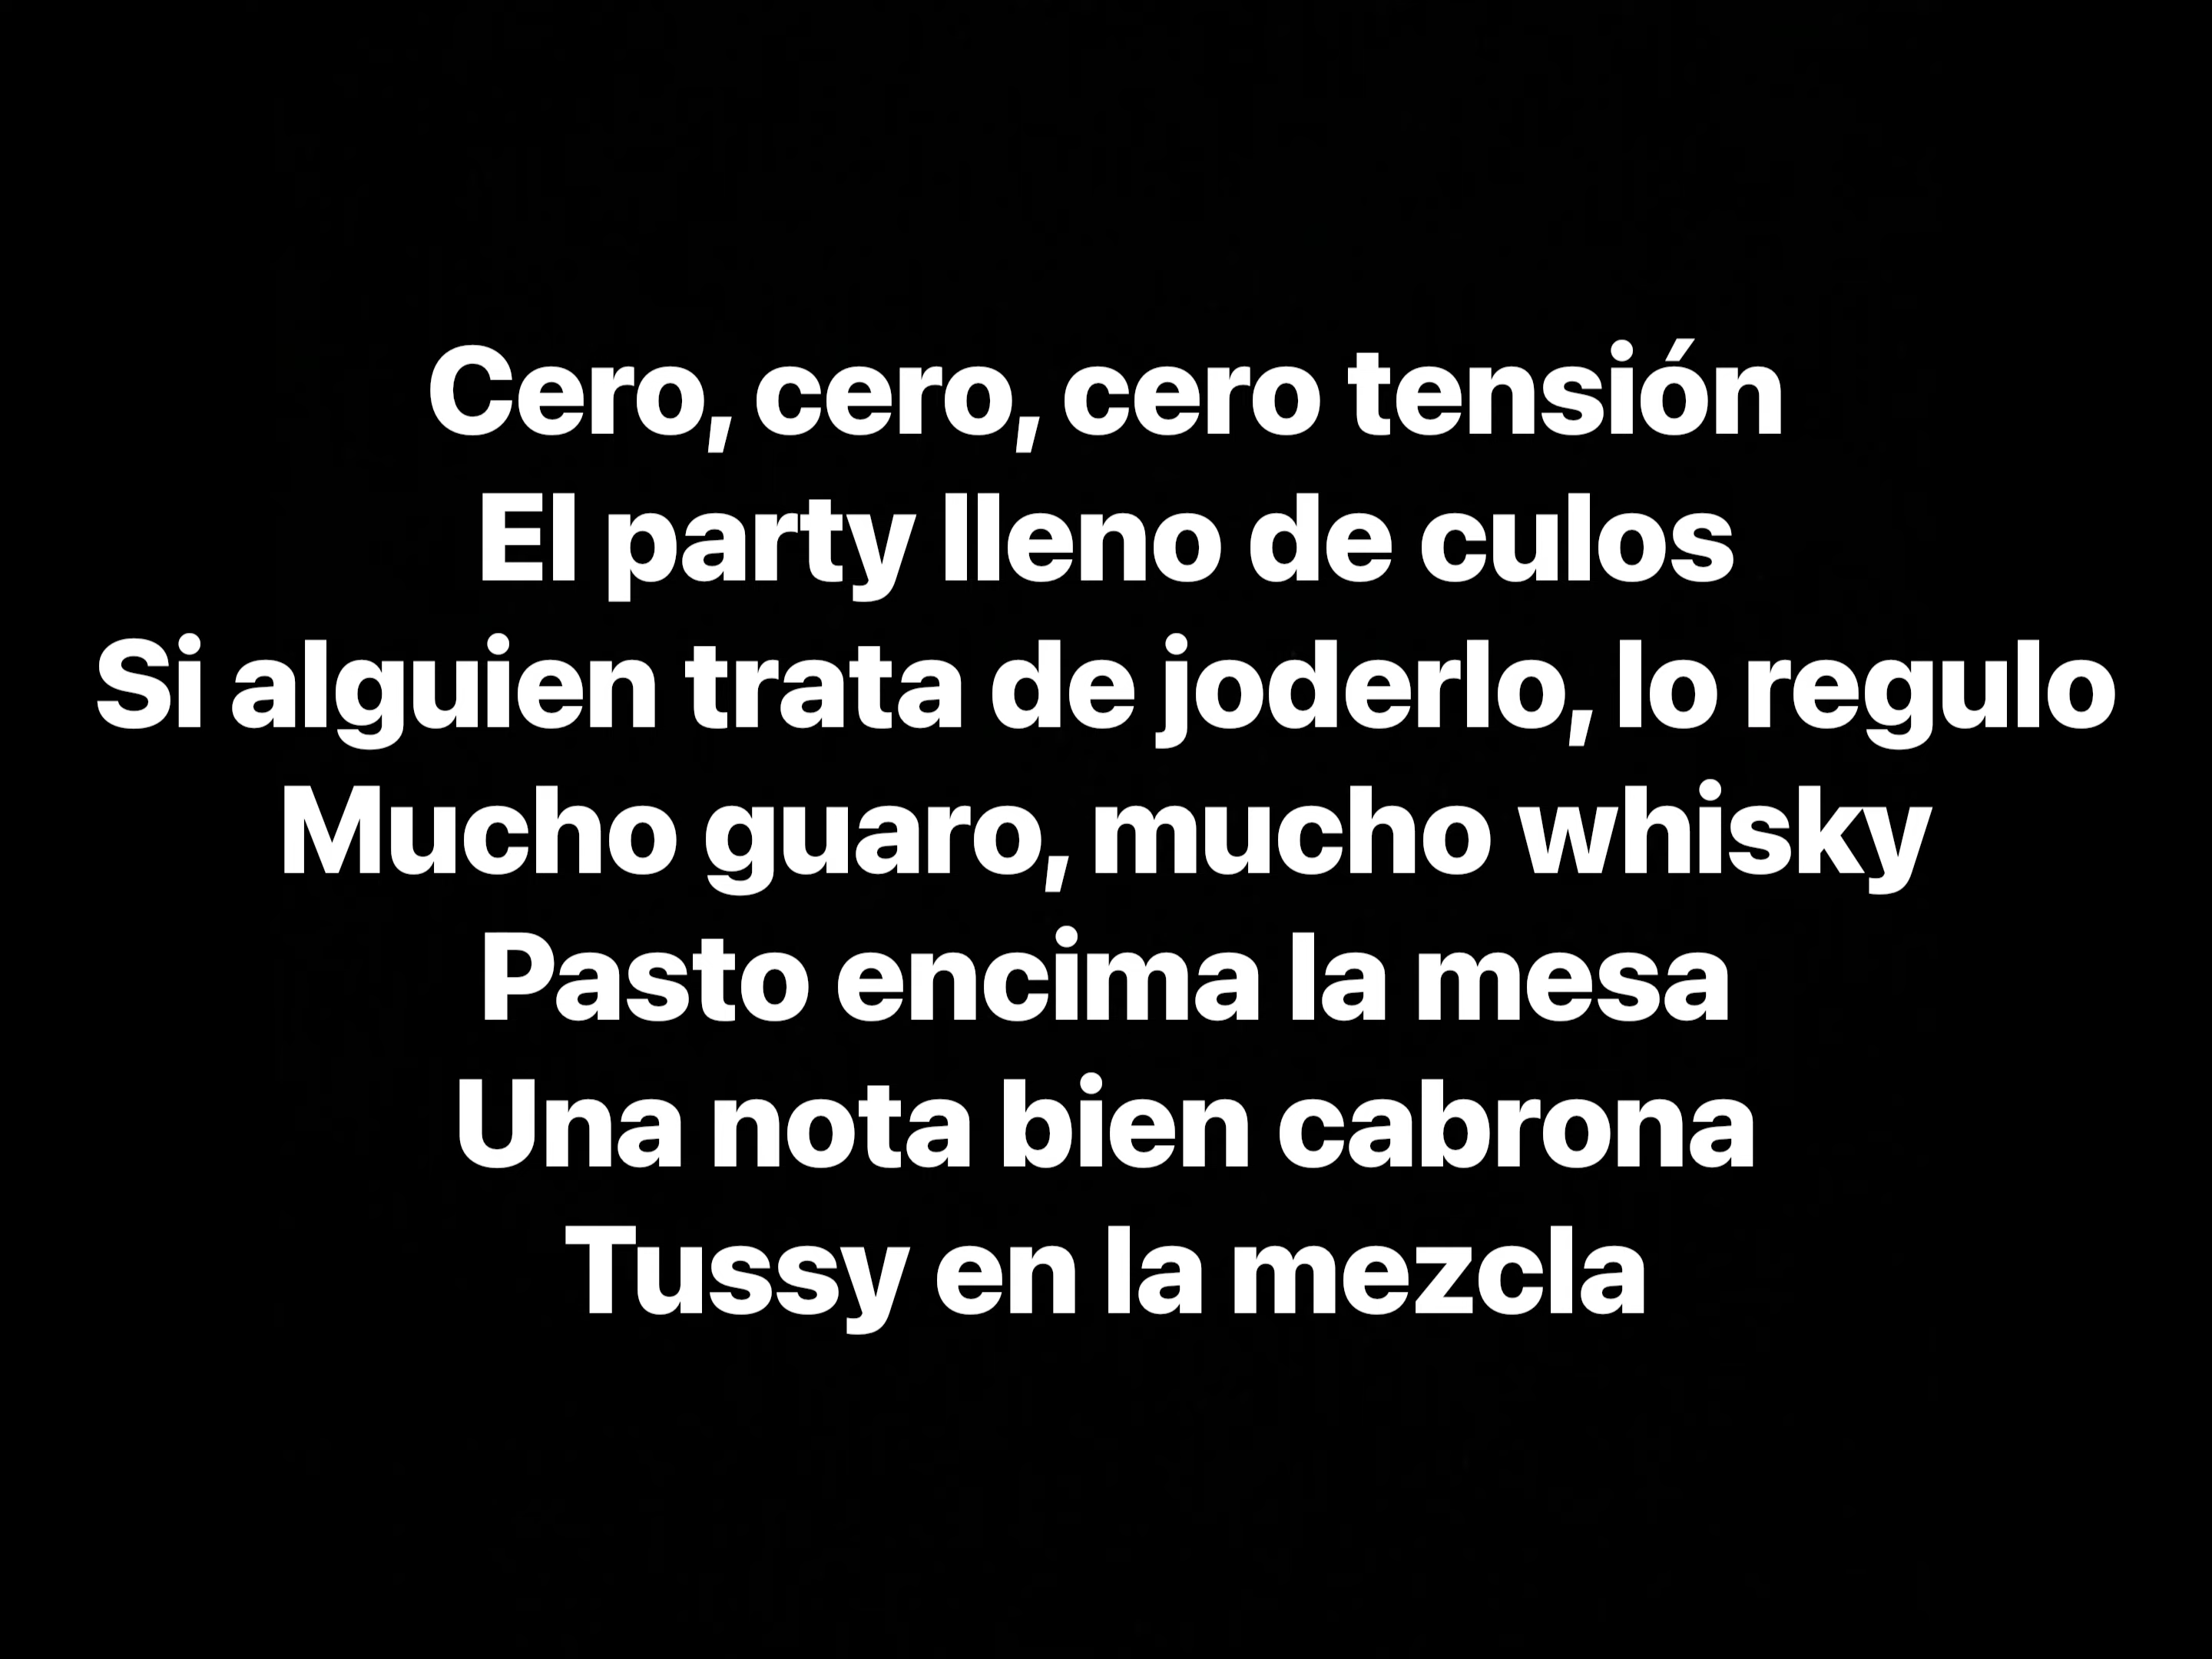 Cero, cero, cero tensión
El party lleno de culos
Si alguien trata de joderlo, lo regulo
Mucho guaro, mucho whisky
Pasto encima la mesa
Una nota bien cabrona
Tussy en la mezcla